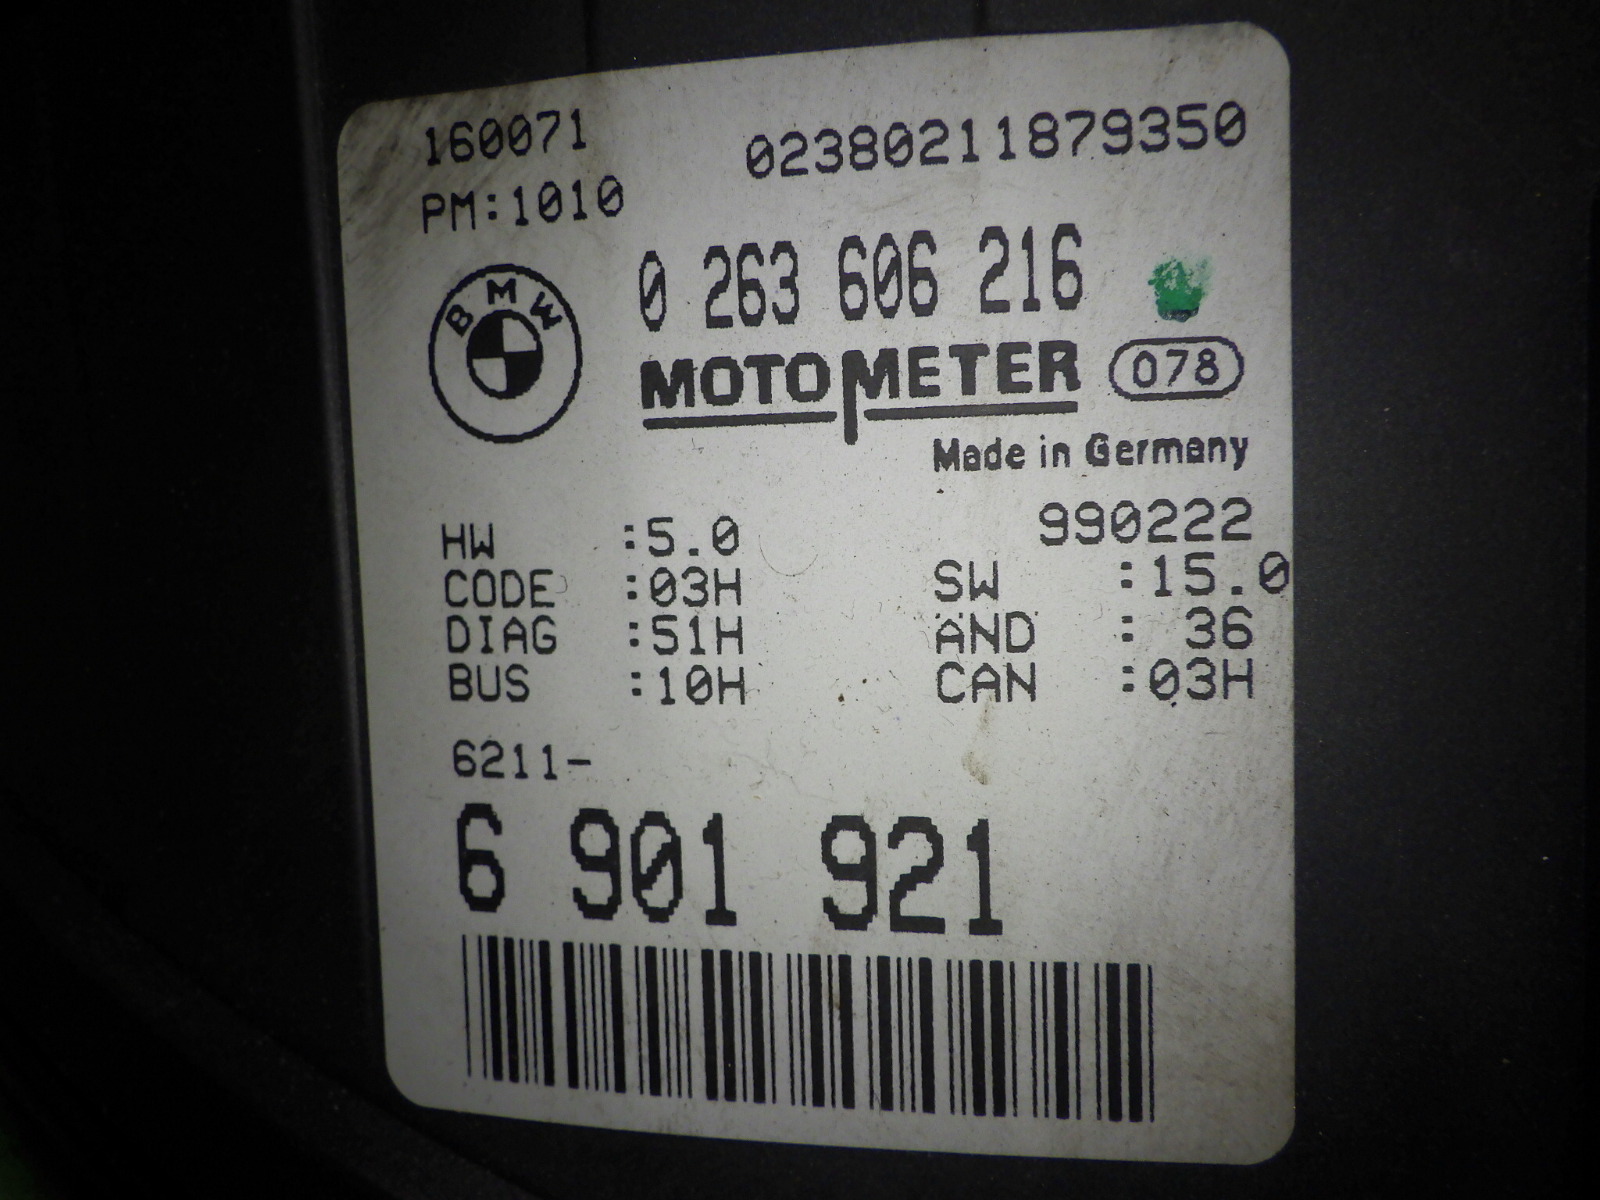 160071 02380211879350
PM:1010
0 263 606 216
BMW
MOTOMETER 078
Made in Germany
990222
HW :5.0 SW :15.0
CODE :03H ÄND : 36
DIAG :51H CAN :03H
BUS :10H
6211-
6 901 921